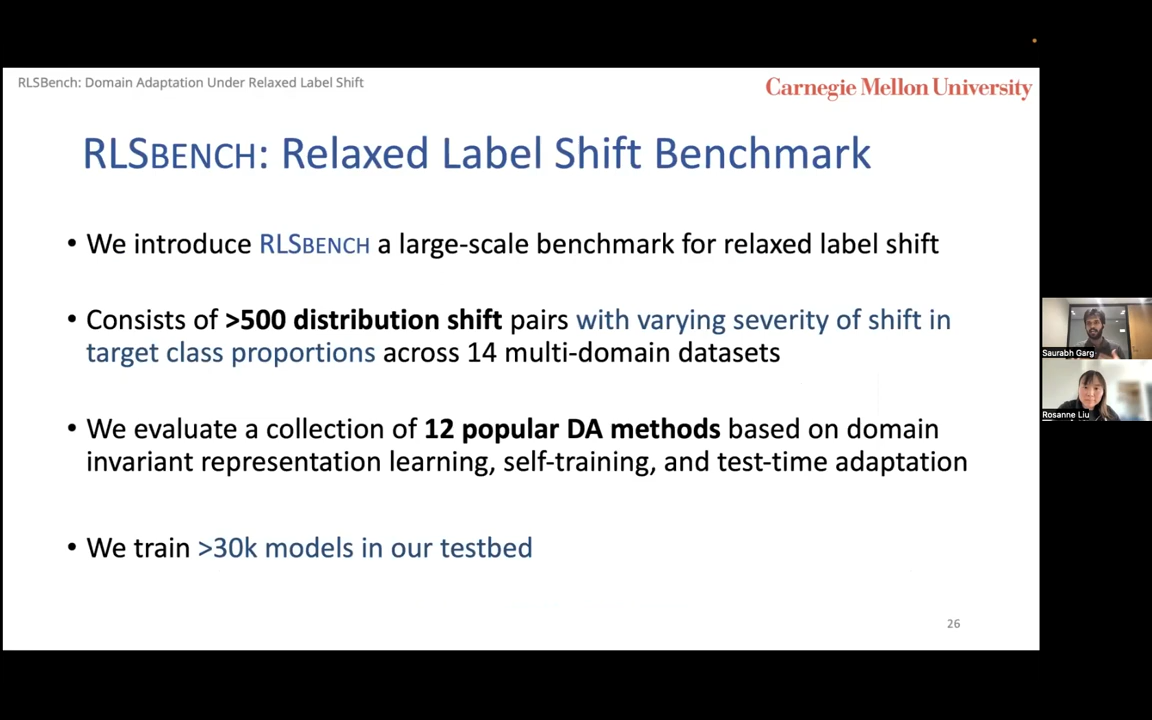 RLSBench: Domain Adaptation Under Relaxed Label Shift
Carnegie Mellon University
RLSBENCH: Relaxed Label Shift Benchmark
• We introduce RLSBENCH a large-scale benchmark for relaxed label shift
• Consists of >500 distribution shift pairs with varying severity of shift in
target class proportions across 14 multi-domain datasets
• We evaluate a collection of 12 popular DA methods based on domain
invariant representation learning, self-training, and test-time adaptation
• We train >30k models in our testbed
26
Saurabh Garg
Rosanne Liu